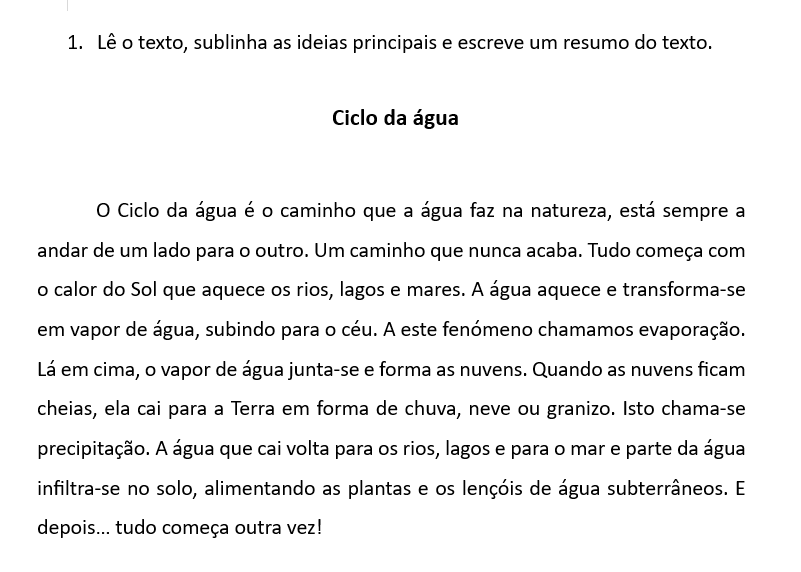 1. Lê o texto, sublinha as ideias principais e escreve um resumo do texto.
Ciclo da água
O Ciclo da água é o caminho que a água faz na natureza, está sempre a
andar de um lado para o outro. Um caminho que nunca acaba. Tudo começa com
o calor do Sol que aquece os rios, lagos e mares. A água aquece e transforma-se
em vapor de água, subindo para o céu. A este fenómeno chamamos evaporação.
Lá em cima, o vapor de água junta-se e forma as nuvens. Quando as nuvens ficam
cheias, ela cai para a Terra em forma de chuva, neve ou granizo. Isto chama-se
precipitação. A água que cai volta para os rios, lagos e para o mar e parte da água
infiltra-se no solo, alimentando as plantas e os lençóis de água subterrâneos. E
depois... tudo começa outra vez!